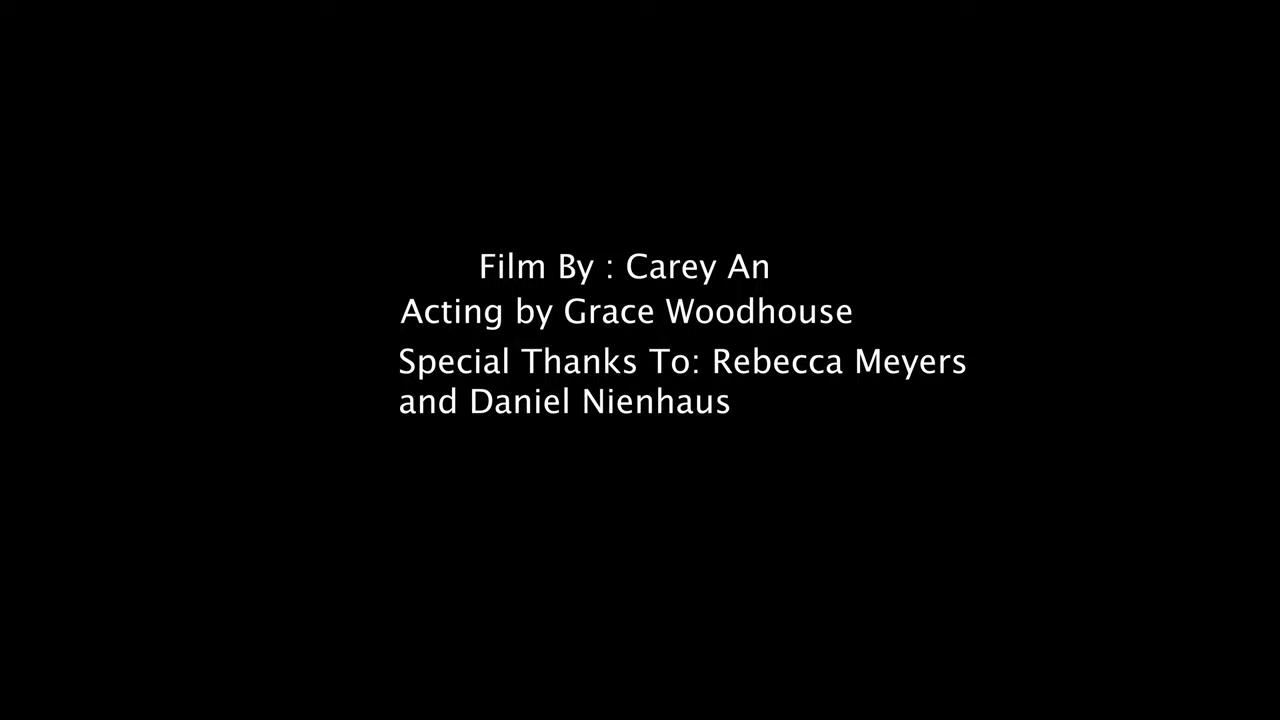 Film By : Carey An
Acting by Grace Woodhouse
Special Thanks To: Rebecca Meyers
and Daniel Nienhaus